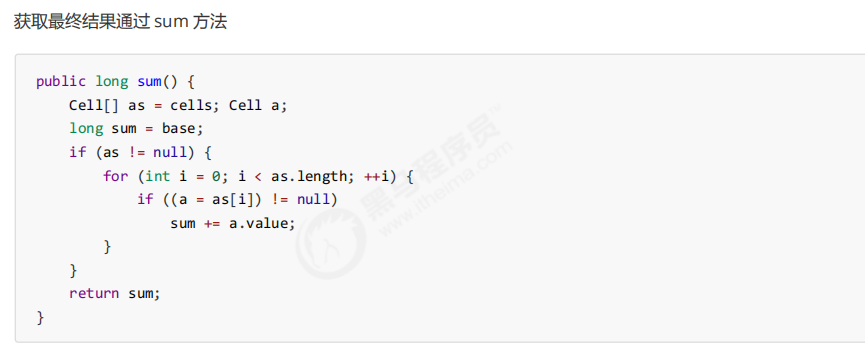 获取最终结果通过 sum 方法
public long sum() {
    Cell[] as = cells; Cell a;
    long sum = base;
    if (as != null) {
        for (int i = 0; i < as.length; ++i) {
            if ((a = as[i]) != null)
                sum += a.value;
        }
    }
    return sum;
}
黑马程序员™
www.itheima.com